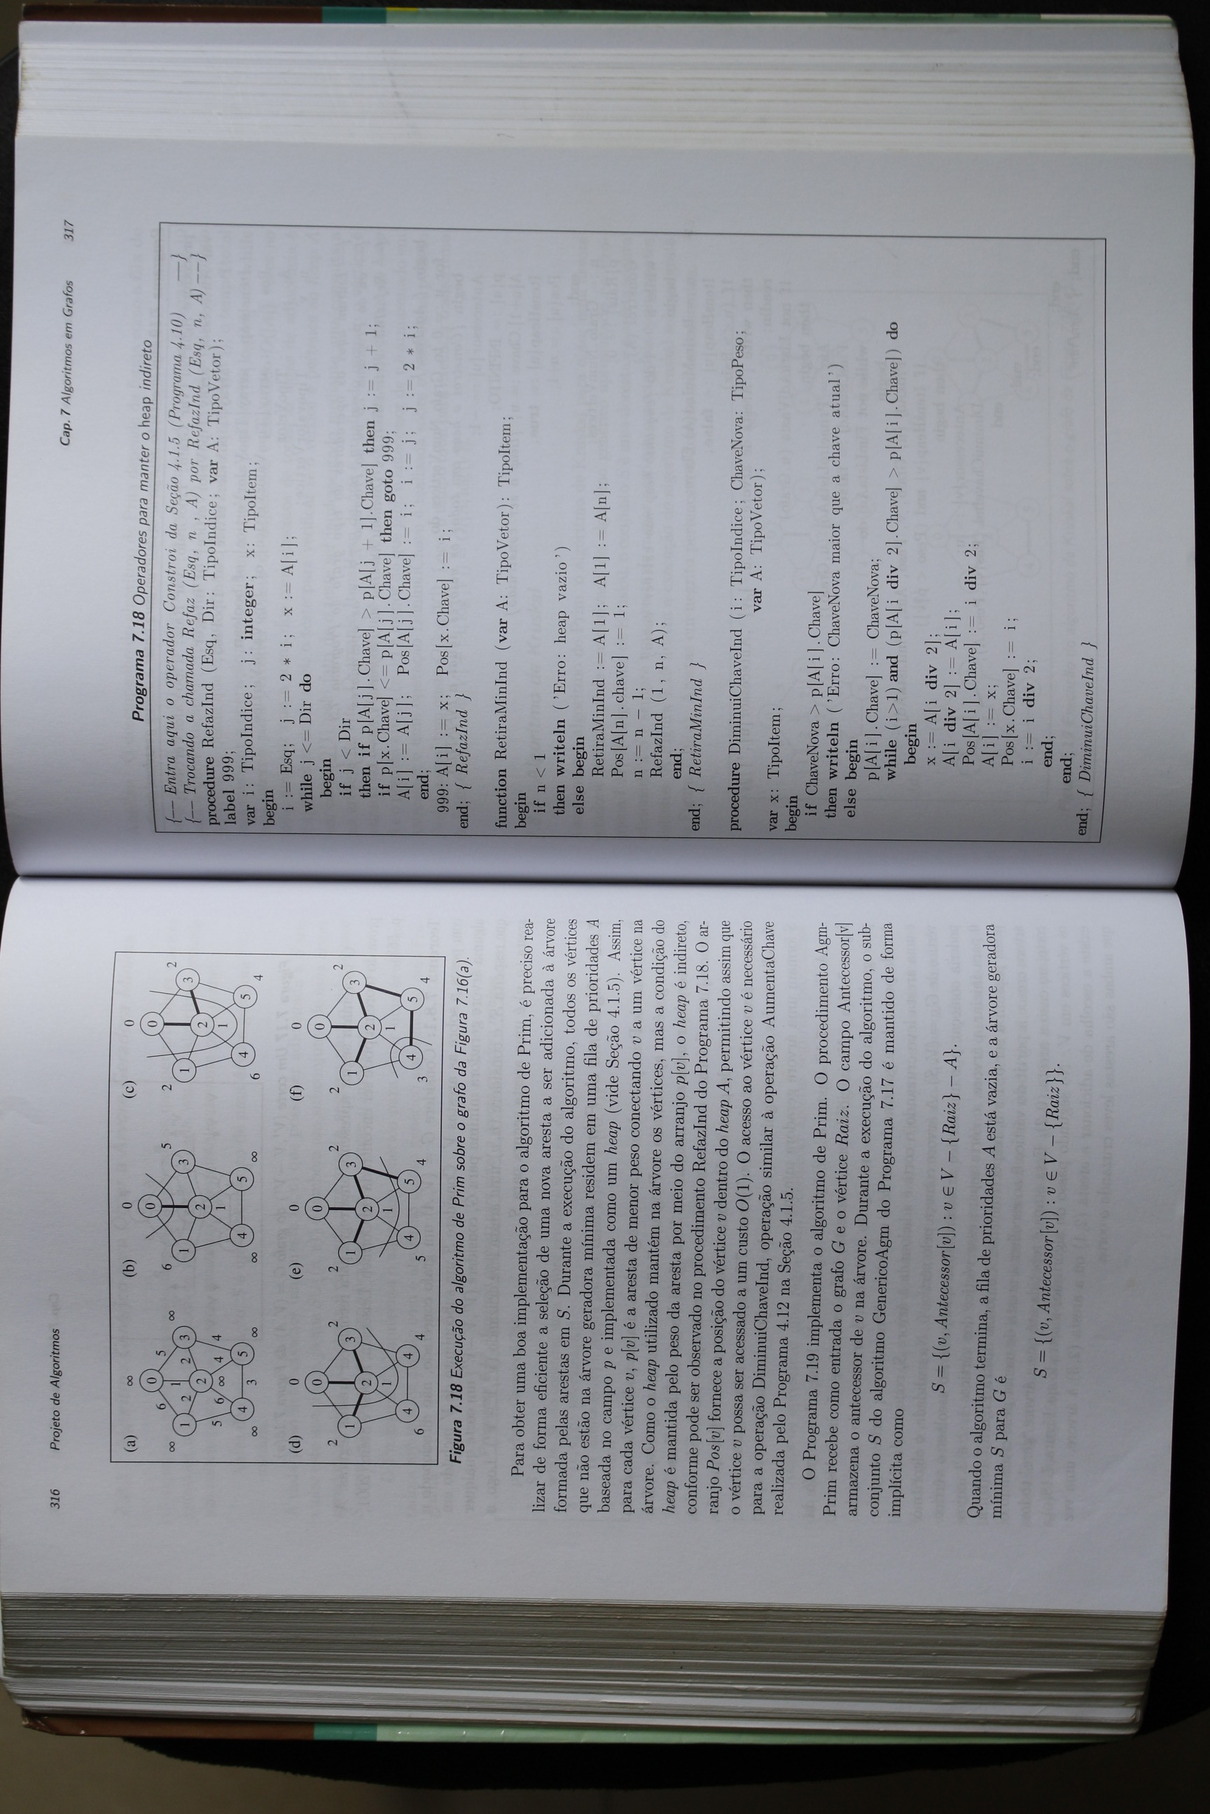 316 Projeto de Algoritmos
(a) ∞ (b) 0 (c) 0
0 0 0
6 5 6 5 2 2
∞ 1 ∞
1 2 2 3 1 3 1 3
2 2 2
5 6 ∞ 4 4 1 1
4 5 4 5 4 5
∞ 3 ∞ ∞ ∞ 6 4
(d) 0 (e) 0 (f) 0
0 0 0
2 2 2 2 2 2
1 3 1 3 1 3
2 2 2
1 1 1
4 4 4 5 4 5
6 4 5 4 3 4
Figura 7.18 Execução do algoritmo de Prim sobre o grafo da Figura 7.16(a).
Para obter uma boa implementação para o algoritmo de Prim, é preciso rea-
lizar de forma eficiente a seleção de uma nova aresta a ser adicionada à árvore
formada pelas arestas em S. Durante a execução do algoritmo, todos os vértices
que não estão na árvore geradora mínima residem em uma fila de prioridades A
baseada no campo p e implementada como um heap (vide Seção 4.1.5). Assim,
para cada vértice v, p[v] é a aresta de menor peso conectando v a um vértice na
árvore. Como o heap utilizado mantém na árvore os vértices, mas a condição do
heap é mantida pelo peso da aresta por meio do arranjo p[v], o heap é indireto,
conforme pode ser observado no procedimento RefazInd do Programa 7.18. O ar-
ranjo Pos[v] fornece a posição do vértice v dentro do heap A, permitindo assim que
o vértice v possa ser acessado a um custo O(1). O acesso ao vértice v é necessário
para a operação DiminuiChaveInd, operação similar à operação AumentaChave
realizada pelo Programa 4.12 na Seção 4.1.5.
O Programa 7.19 implementa o algoritmo de Prim. O procedimento Agm-
Prim recebe como entrada o grafo G e o vértice Raiz. O campo Antecessor[v]
armazena o antecessor de v na árvore. Durante a execução do algoritmo, o sub-
conjunto S do algoritmo GenericoAgm do Programa 7.17 é mantido de forma
implícita como
S = {(v, Antecessor[v]) : v ∈ V − {Raiz} − A}.
Quando o algoritmo termina, a fila de prioridades A está vazia, e a árvore geradora
mínima S para G é
S = {(v, Antecessor[v]) : v ∈ V − {Raiz}}.
Cap. 7 Algoritmos em Grafos 317
Programa 7.18 Operadores para manter o heap indireto
{—— Entra aqui o operador Constroi da Seção 4.1.5 (Programa 4.10) ——}
{—— Trocando a chamada Refaz (Esq, n , A) por RefazInd (Esq, n, A) ——}
procedure RefazInd (Esq, Dir: TipoIndice; var A: TipoVetor);
label 999;
var i: TipoIndice; j: integer; x: TipoItem;
begin
i := Esq; j := 2 * i; x := A[i];
while j <= Dir do
begin
if j < Dir
then if p[A[j].Chave] > p[A[j + 1].Chave] then j := j + 1;
if p[x.Chave] <= p[A[j].Chave] then goto 999;
A[i] := A[j]; Pos[A[j].Chave] := i; i := j; j := 2 * i;
end;
999: A[i] := x; Pos[x.Chave] := i;
end; { RefazInd }
function RetiraMinInd (var A: TipoVetor): TipoItem;
begin
if n < 1
then writeln ('Erro: heap vazio')
else begin
RetiraMinInd := A[1]; A[1] := A[n];
Pos[A[n].chave] := 1;
n := n − 1;
RefazInd (1, n, A);
end;
end; { RetiraMinInd }
procedure DiminuiChaveInd (i: TipoIndice; ChaveNova: TipoPeso;
var A: TipoVetor);
var x: TipoItem;
begin
if ChaveNova > p[A[i].Chave]
then writeln ('Erro: ChaveNova maior que a chave atual')
else begin
p[A[i].Chave] := ChaveNova;
while (i>1) and (p[A[i div 2].Chave] > p[A[i].Chave]) do
begin
x := A[i div 2];
A[i div 2] := A[i];
Pos[A[i].Chave] := i div 2;
A[i] := x;
Pos[x.Chave] := i;
i := i div 2;
end;
end;
end; { DiminuiChaveInd }